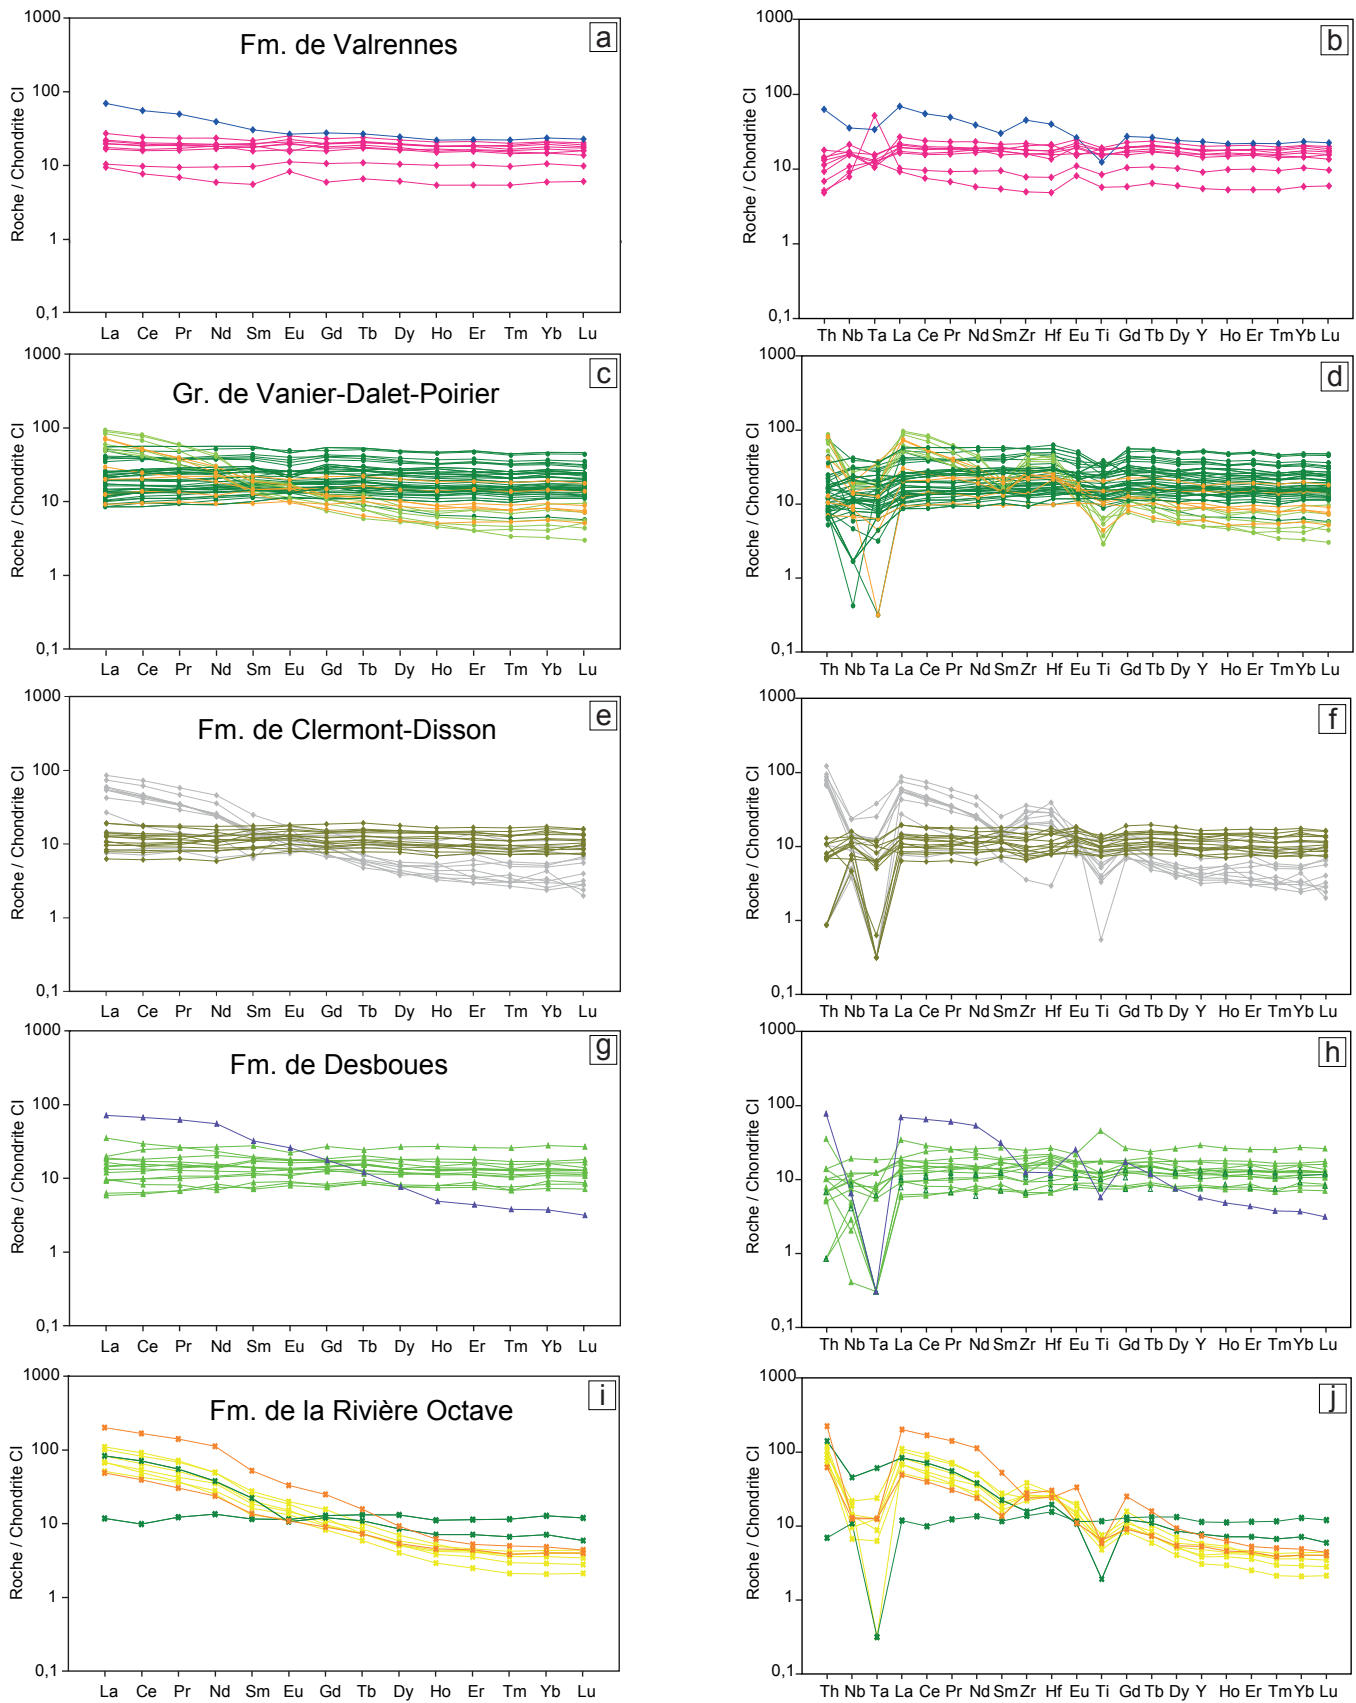 Fm. de Valrennes
a
Roche / Chondrite CI
1000
100
10
1
0,1
La Ce Pr Nd Sm Eu Gd Tb Dy Ho Er Tm Yb Lu
b
Roche / Chondrite CI
1000
100
10
1
0,1
Th Nb Ta La Ce Pr Nd Sm Zr Hf Eu Ti Gd Tb Dy Y Ho Er Tm Yb Lu
Gr. de Vanier-Dalet-Poirier
c
Roche / Chondrite CI
1000
100
10
1
0,1
La Ce Pr Nd Sm Eu Gd Tb Dy Ho Er Tm Yb Lu
d
Roche / Chondrite CI
1000
100
10
1
0,1
Th Nb Ta La Ce Pr Nd Sm Zr Hf Eu Ti Gd Tb Dy Y Ho Er Tm Yb Lu
Fm. de Clermont-Disson
e
Roche / Chondrite CI
1000
100
10
1
0,1
La Ce Pr Nd Sm Eu Gd Tb Dy Ho Er Tm Yb Lu
f
Roche / Chondrite CI
1000
100
10
1
0,1
Th Nb Ta La Ce Pr Nd Sm Zr Hf Eu Ti Gd Tb Dy Y Ho Er Tm Yb Lu
Fm. de Desboues
g
Roche / Chondrite CI
1000
100
10
1
0,1
La Ce Pr Nd Sm Eu Gd Tb Dy Ho Er Tm Yb Lu
h
Roche / Chondrite CI
1000
100
10
1
0,1
Th Nb Ta La Ce Pr Nd Sm Zr Hf Eu Ti Gd Tb Dy Y Ho Er Tm Yb Lu
Fm. de la Rivière Octave
i
Roche / Chondrite CI
1000
100
10
1
0,1
La Ce Pr Nd Sm Eu Gd Tb Dy Ho Er Tm Yb Lu
j
Roche / Chondrite CI
1000
100
10
1
0,1
Th Nb Ta La Ce Pr Nd Sm Zr Hf Eu Ti Gd Tb Dy Y Ho Er Tm Yb Lu